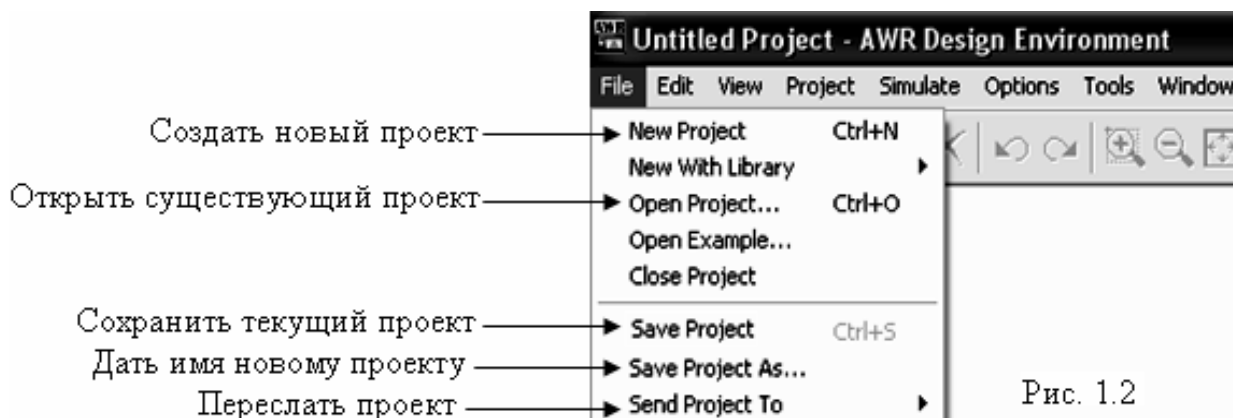 Untitled Project - AWR Design Environment
File Edit View Project Simulate Options Tools Window
Создать новый проект New Project Ctrl+N
New With Library
Открыть существующий проект Open Project... Ctrl+O
Open Example...
Close Project
Сохранить текущий проект Save Project Ctrl+S
Дать имя новому проекту Save Project As...
Переслать проект Send Project To
Рис. 1.2